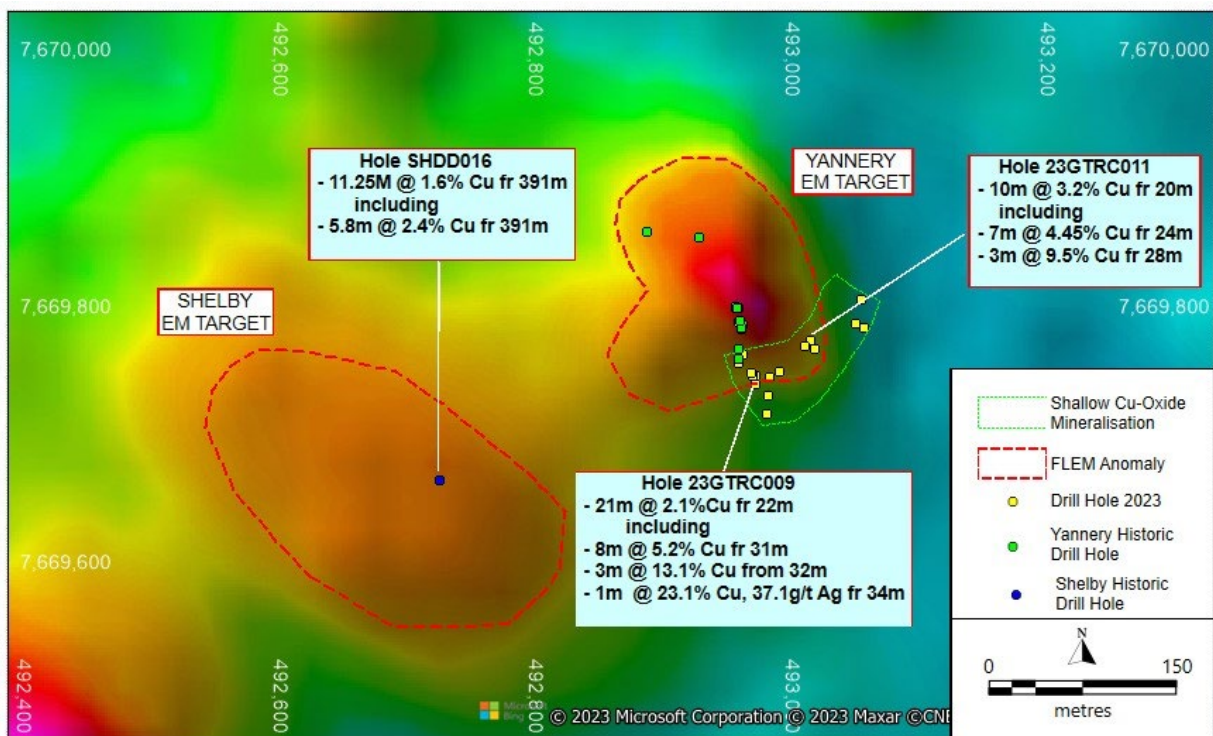 7,670,000
492,600
492,800
493,000
493,200
7,670,000
Hole SHDD016
- 11.25M @ 1.6% Cu fr 391m
including
- 5.8m @ 2.4% Cu fr 391m
YANNERY
EM TARGET
Hole 23GTRC011
- 10m @ 3.2% Cu fr 20m
including
- 7m @ 4.45% Cu fr 24m
- 3m @ 9.5% Cu fr 28m
SHELBY
EM TARGET
7,669,800
7,669,800
Hole 23GTRC009
- 21m @ 2.1%Cu fr 22m
including
- 8m @ 5.2% Cu fr 31m
- 3m @ 13.1% Cu from 32m
- 1m @ 23.1% Cu, 37.1g/t Ag fr 34m
7,669,600
Shallow Cu-Oxide
Mineralisation
FLEM Anomaly
Drill Hole 2023
Yannery Historic
Drill Hole
Shelby Historic
Drill Hole
N
0 150
metres
492,400
492,600
492,800
493,000
Microsoft
Bing
© 2023 Microsoft Corporation © 2023 Maxar ©CNE